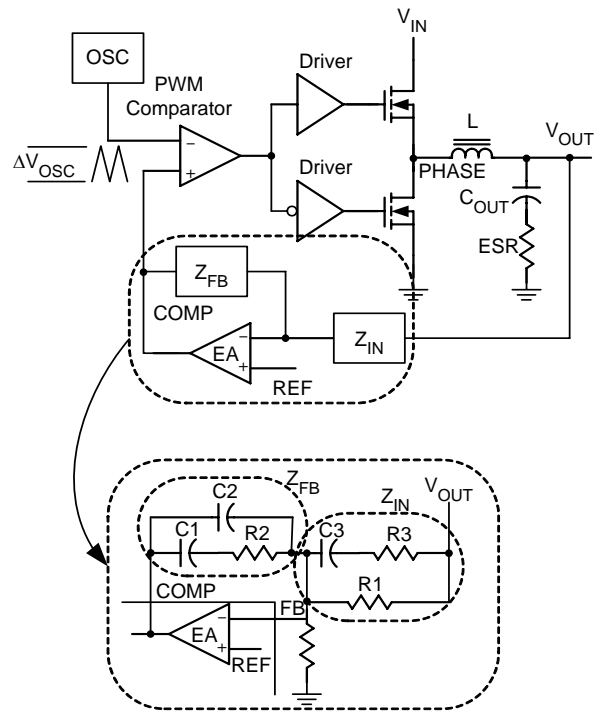 V_IN
OSC
Driver
PWM
Comparator
L
V_OUT
ΔV_OSC
−
+
Driver
PHASE
C_OUT
ESR
Z_FB
COMP
EA
−
+
Z_IN
REF
Z_FB
C2
Z_IN
V_OUT
C1
R2
C3
R3
COMP
FB
R1
EA
−
+
REF